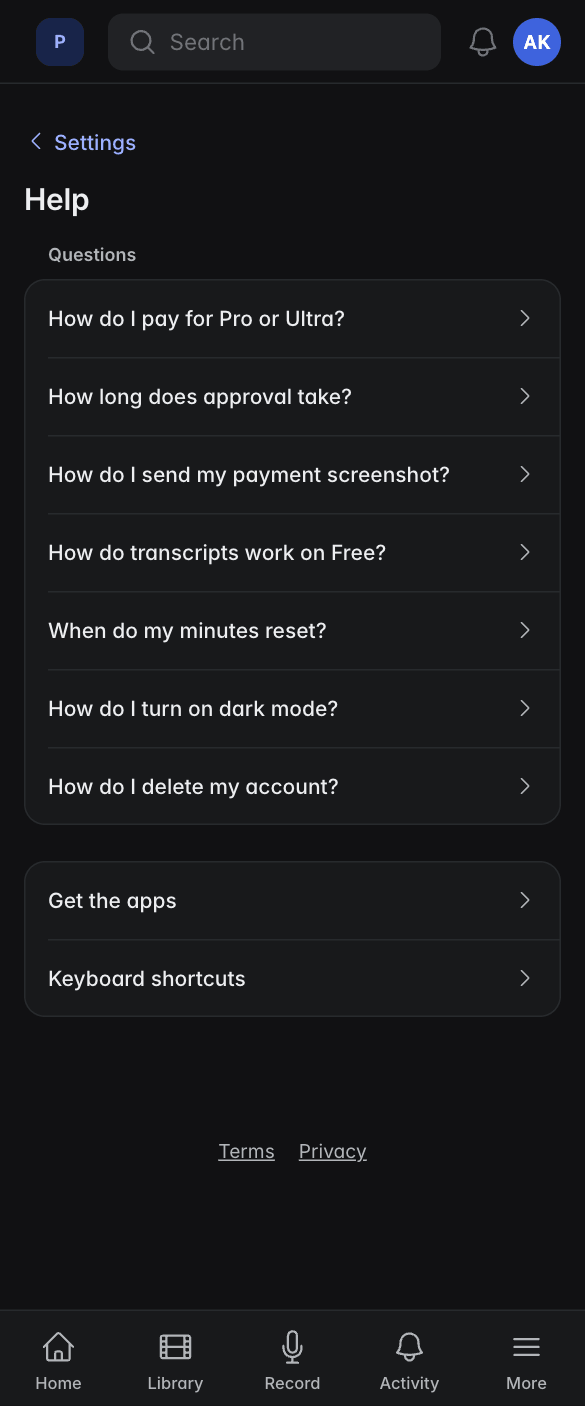 P
Search
AK
Settings
Help
Questions
How do I pay for Pro or Ultra?
How long does approval take?
How do I send my payment screenshot?
How do transcripts work on Free?
When do my minutes reset?
How do I turn on dark mode?
How do I delete my account?
Get the apps
Keyboard shortcuts
Terms Privacy
Home Library Record Activity More